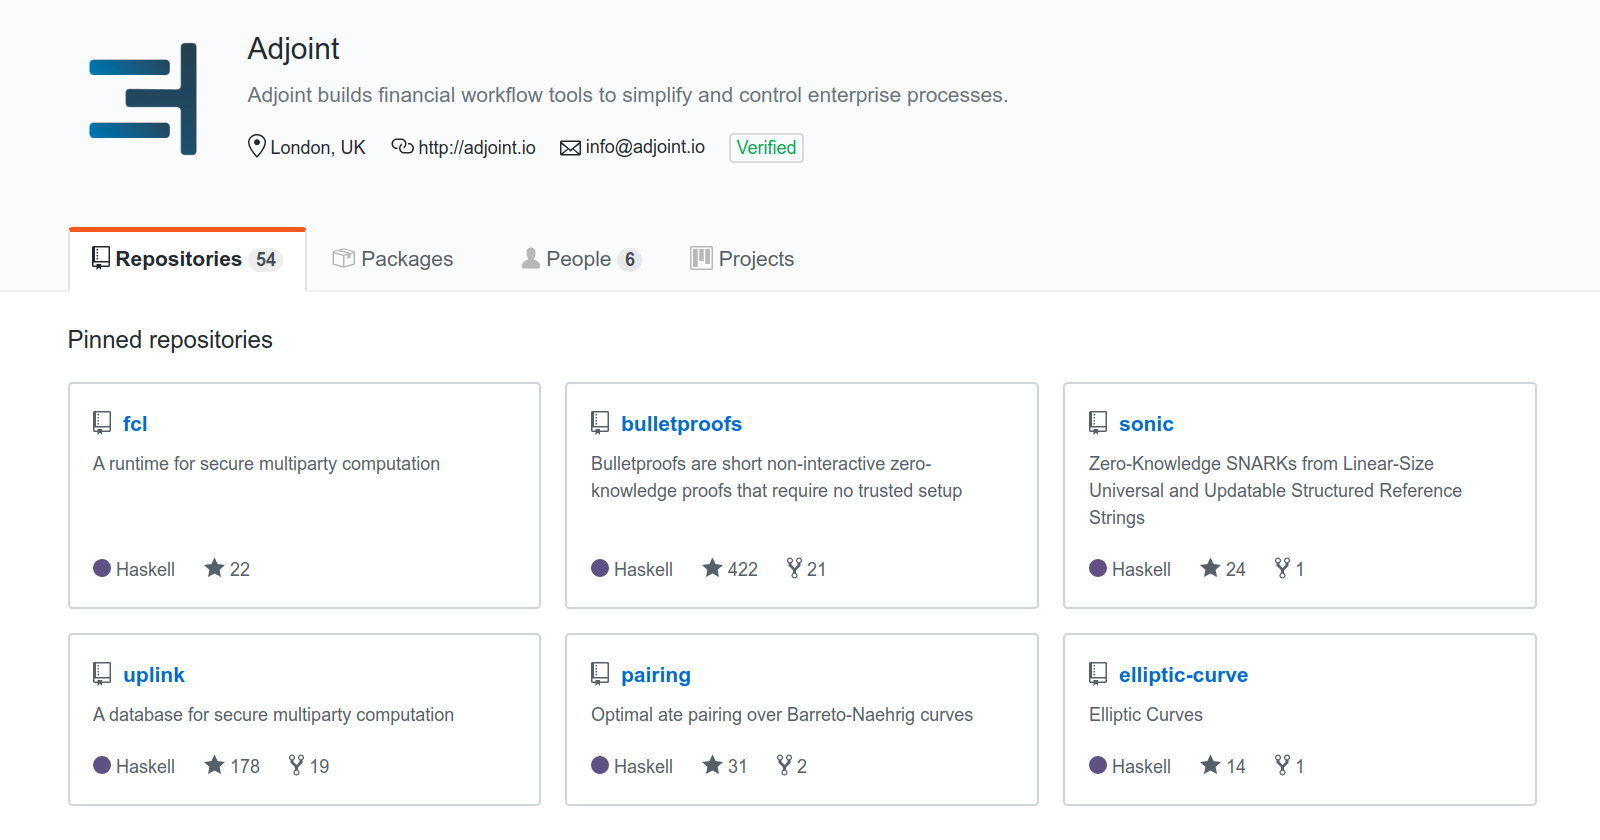 Adjoint
Adjoint builds financial workflow tools to simplify and control enterprise processes.
London, UK http://adjoint.io info@adjoint.io Verified
Repositories 54 Packages People 6 Projects
Pinned repositories
fcl
A runtime for secure multiparty computation
Haskell 22
bulletproofs
Bulletproofs are short non-interactive zero-
knowledge proofs that require no trusted setup
Haskell 422 21
sonic
Zero-Knowledge SNARKs from Linear-Size
Universal and Updatable Structured Reference
Strings
Haskell 24 1
uplink
A database for secure multiparty computation
Haskell 178 19
pairing
Optimal ate pairing over Barreto-Naehrig curves
Haskell 31 2
elliptic-curve
Elliptic Curves
Haskell 14 1